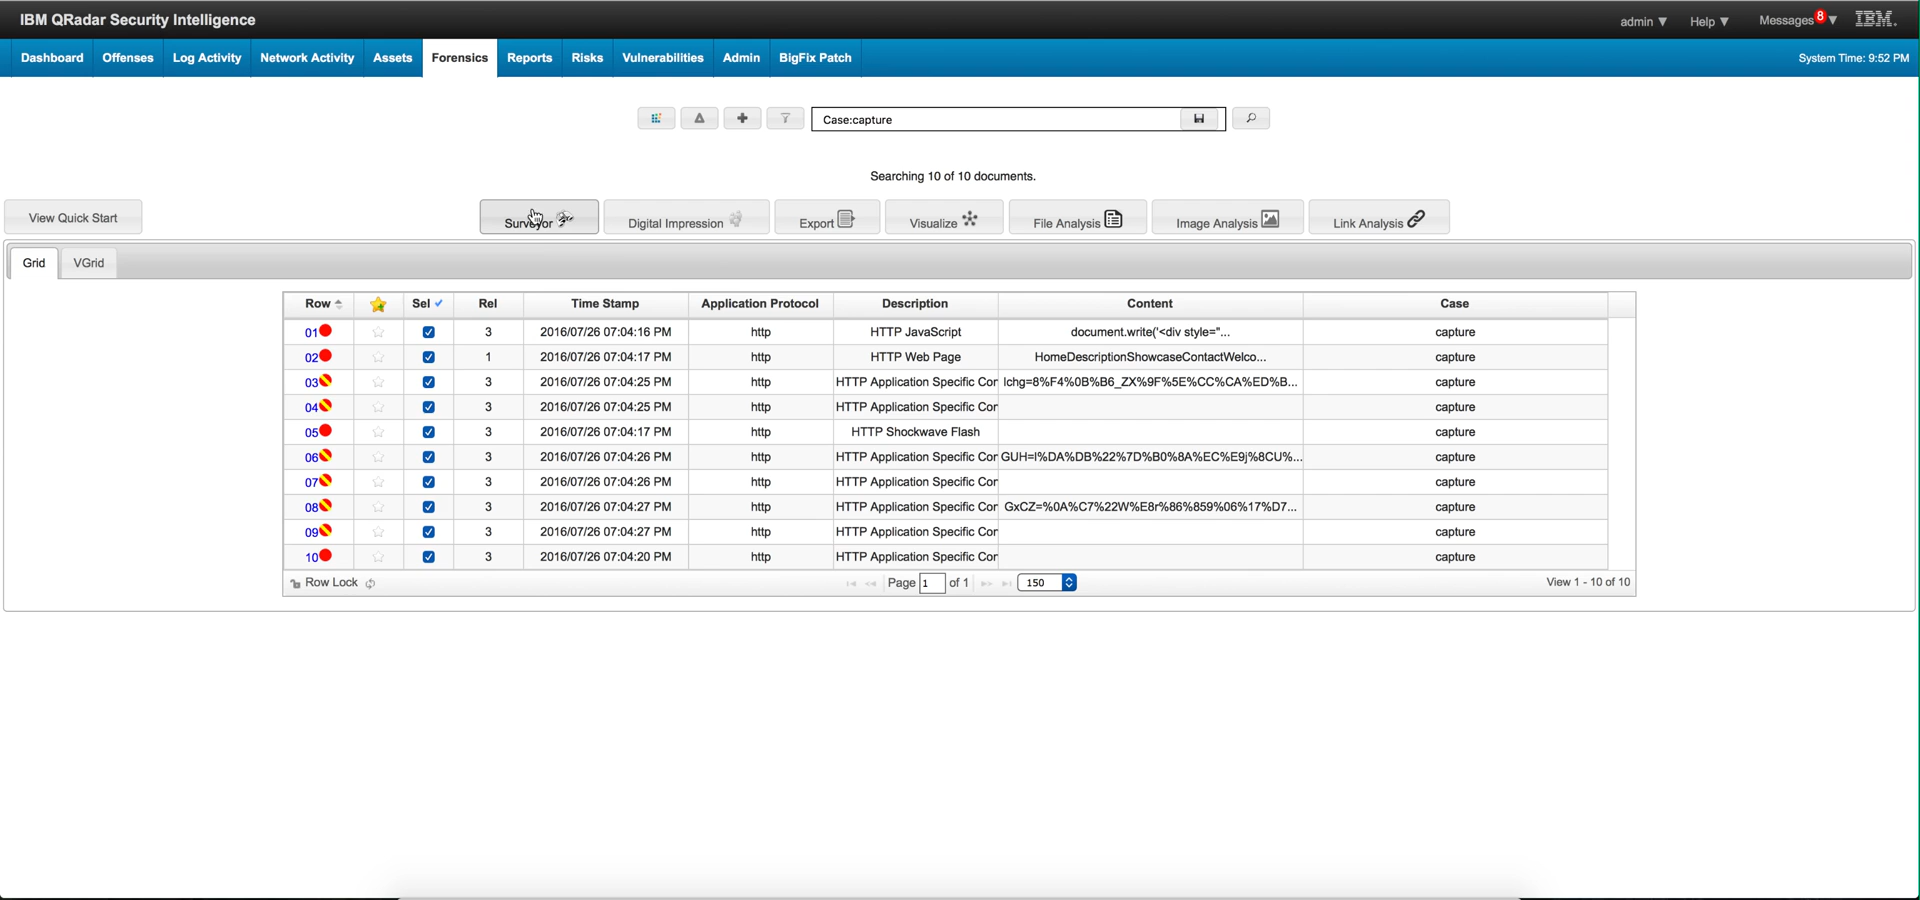 IBM QRadar Security Intelligence
admin ▼ Help ▼ Messages 8 ▼ IBM.
Dashboard Offenses Log Activity Network Activity Assets Forensics Reports Risks Vulnerabilities Admin BigFix Patch System Time: 9:52 PM
Case:capture
Searching 10 of 10 documents.
View Quick Start Surveyor Digital Impression Export Visualize File Analysis Image Analysis Link Analysis
Grid VGrid
Row Sel Rel Time Stamp Application Protocol Description Content Case
01 3 2016/07/26 07:04:16 PM http HTTP JavaScript document.write('<div style="... capture
02 1 2016/07/26 07:04:17 PM http HTTP Web Page HomeDescriptionShowcaseContactWelco... capture
03 3 2016/07/26 07:04:25 PM http HTTP Application Specific Cor lchg=8%F4%0B%B6_ZX%9F%5E%CC%CA%ED%B... capture
04 3 2016/07/26 07:04:25 PM http HTTP Application Specific Cor capture
05 3 2016/07/26 07:04:17 PM http HTTP Shockwave Flash capture
06 3 2016/07/26 07:04:26 PM http HTTP Application Specific Cor GUH=I%DA%DB%22%7D%B0%8A%EC%E9j%8CU%... capture
07 3 2016/07/26 07:04:26 PM http HTTP Application Specific Cor capture
08 3 2016/07/26 07:04:27 PM http HTTP Application Specific Cor GxCZ=%0A%C7%22W%E8r%86%859%06%17%D7... capture
09 3 2016/07/26 07:04:27 PM http HTTP Application Specific Cor capture
10 3 2016/07/26 07:04:20 PM http HTTP Application Specific Cor capture
Row Lock Page 1 of 1 150 View 1 - 10 of 10